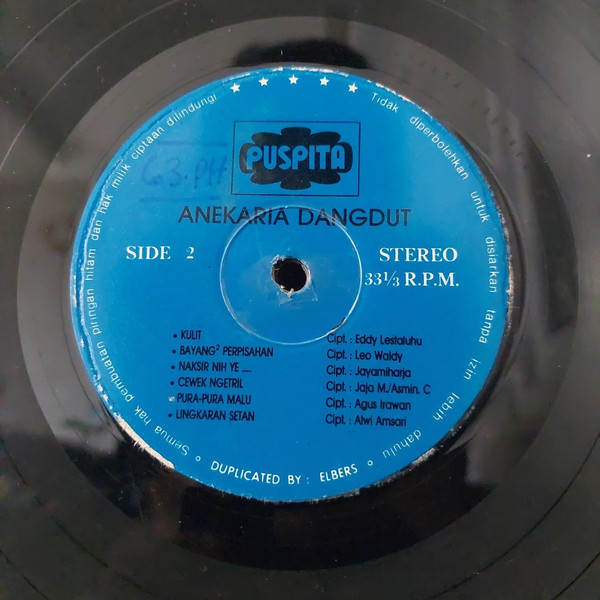 Semua hak pembuatan piringan hitam dan hak milik ciptaan dilindungi ★ ★ ★ ★ ★ Tidak diperbolehkan untuk disiarkan tanpa izin lebih dahulu
PUSPITA
ANEKARIA DANGDUT
SIDE 2
STEREO
33 1/3 R.P.M.
• KULIT Cipt. : Eddy Lestaluhu
• BAYANG² PERPISAHAN Cipt. : Leo Waldy
• NAKSIR NIH YE ... Cipt. : Jayamiharja
• CEWEK NGETRIL Cipt. : Jaja M./Asmin. C
• PURA-PURA MALU Cipt. : Agus Irawan
• LINGKARAN SETAN Cipt. : Alwi Amsari
DUPLICATED BY : ELBERS